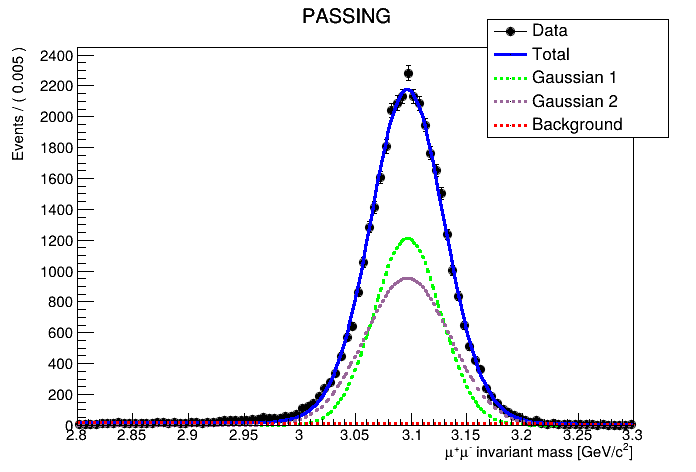 PASSING
Data
Total
Gaussian 1
Gaussian 2
Background
Events / ( 0.005 )
2400
2200
2000
1800
1600
1400
1200
1000
800
600
400
200
0
2.8 2.85 2.9 2.95 3 3.05 3.1 3.15 3.2 3.25 3.3
μ⁺μ⁻ invariant mass [GeV/c²]